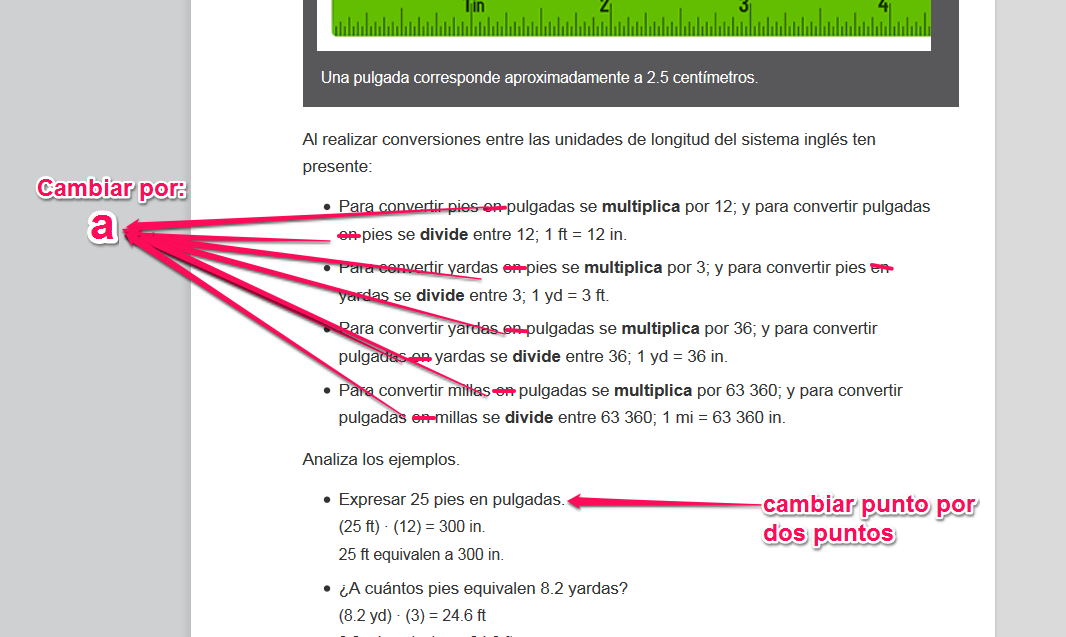 1in 2 3 4
Una pulgada corresponde aproximadamente a 2.5 centímetros.
Al realizar conversiones entre las unidades de longitud del sistema inglés ten
presente:
Cambiar por:
a
• Para convertir pies en pulgadas se multiplica por 12; y para convertir pulgadas
en pies se divide entre 12; 1 ft = 12 in.
• Para convertir yardas en pies se multiplica por 3; y para convertir pies en
yardas se divide entre 3; 1 yd = 3 ft.
• Para convertir yardas en pulgadas se multiplica por 36; y para convertir
pulgadas en yardas se divide entre 36; 1 yd = 36 in.
• Para convertir millas en pulgadas se multiplica por 63 360; y para convertir
pulgadas en millas se divide entre 63 360; 1 mi = 63 360 in.
Analiza los ejemplos.
• Expresar 25 pies en pulgadas.
cambiar punto por
dos puntos
(25 ft) · (12) = 300 in.
25 ft equivalen a 300 in.
• ¿A cuántos pies equivalen 8.2 yardas?
(8.2 yd) · (3) = 24.6 ft